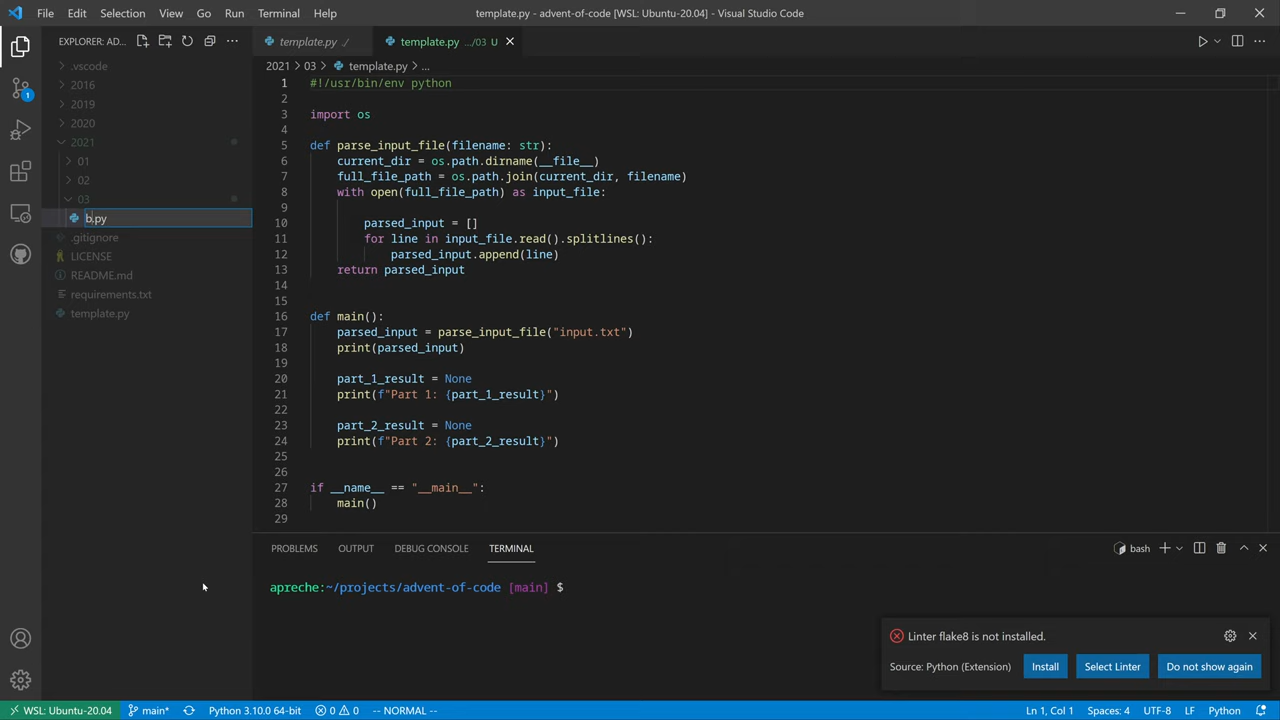 File Edit Selection View Go Run Terminal Help
template.py - advent-of-code [WSL: Ubuntu-20.04] - Visual Studio Code
EXPLORER: AD...
template.py ./
template.py .../03 U
2021 > 03 > template.py > ...
.vscode
2016
2019
2020
2021
01
02
03
b.py
.gitignore
LICENSE
README.md
requirements.txt
template.py
1
1 #!/usr/bin/env python
2
3 import os
4
5 def parse_input_file(filename: str):
6 current_dir = os.path.dirname(__file__)
7 full_file_path = os.path.join(current_dir, filename)
8 with open(full_file_path) as input_file:
9
10 parsed_input = []
11 for line in input_file.read().splitlines():
12 parsed_input.append(line)
13 return parsed_input
14
15
16 def main():
17 parsed_input = parse_input_file("input.txt")
18 print(parsed_input)
19
20 part_1_result = None
21 print(f"Part 1: {part_1_result}")
22
23 part_2_result = None
24 print(f"Part 2: {part_2_result}")
25
26
27 if __name__ == "__main__":
28 main()
29
PROBLEMS OUTPUT DEBUG CONSOLE TERMINAL
bash
apreche:~/projects/advent-of-code [main] $
Linter flake8 is not installed.
Source: Python (Extension)
Install
Select Linter
Do not show again
WSL: Ubuntu-20.04 main* Python 3.10.0 64-bit 0 0 -- NORMAL -- Ln 1, Col 1 Spaces: 4 UTF-8 LF Python